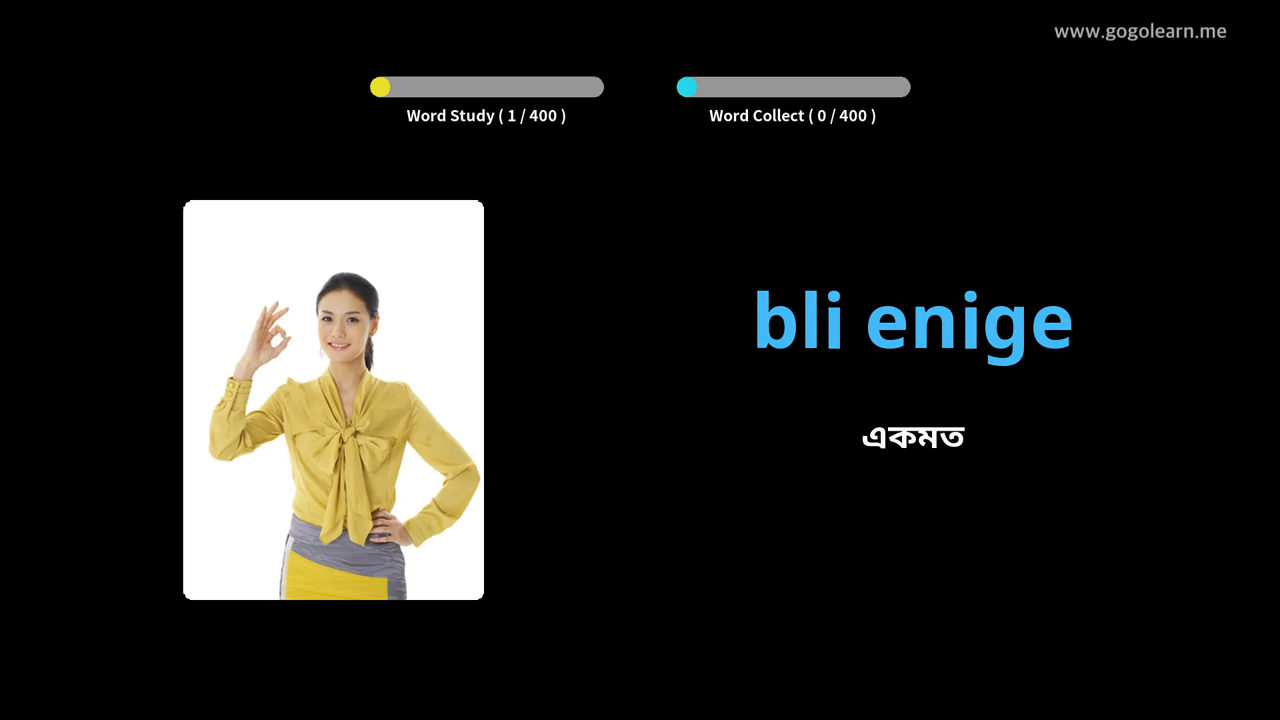 www.gogolearn.me
Word Study ( 1 / 400 )
Word Collect ( 0 / 400 )
bli enige
একমত